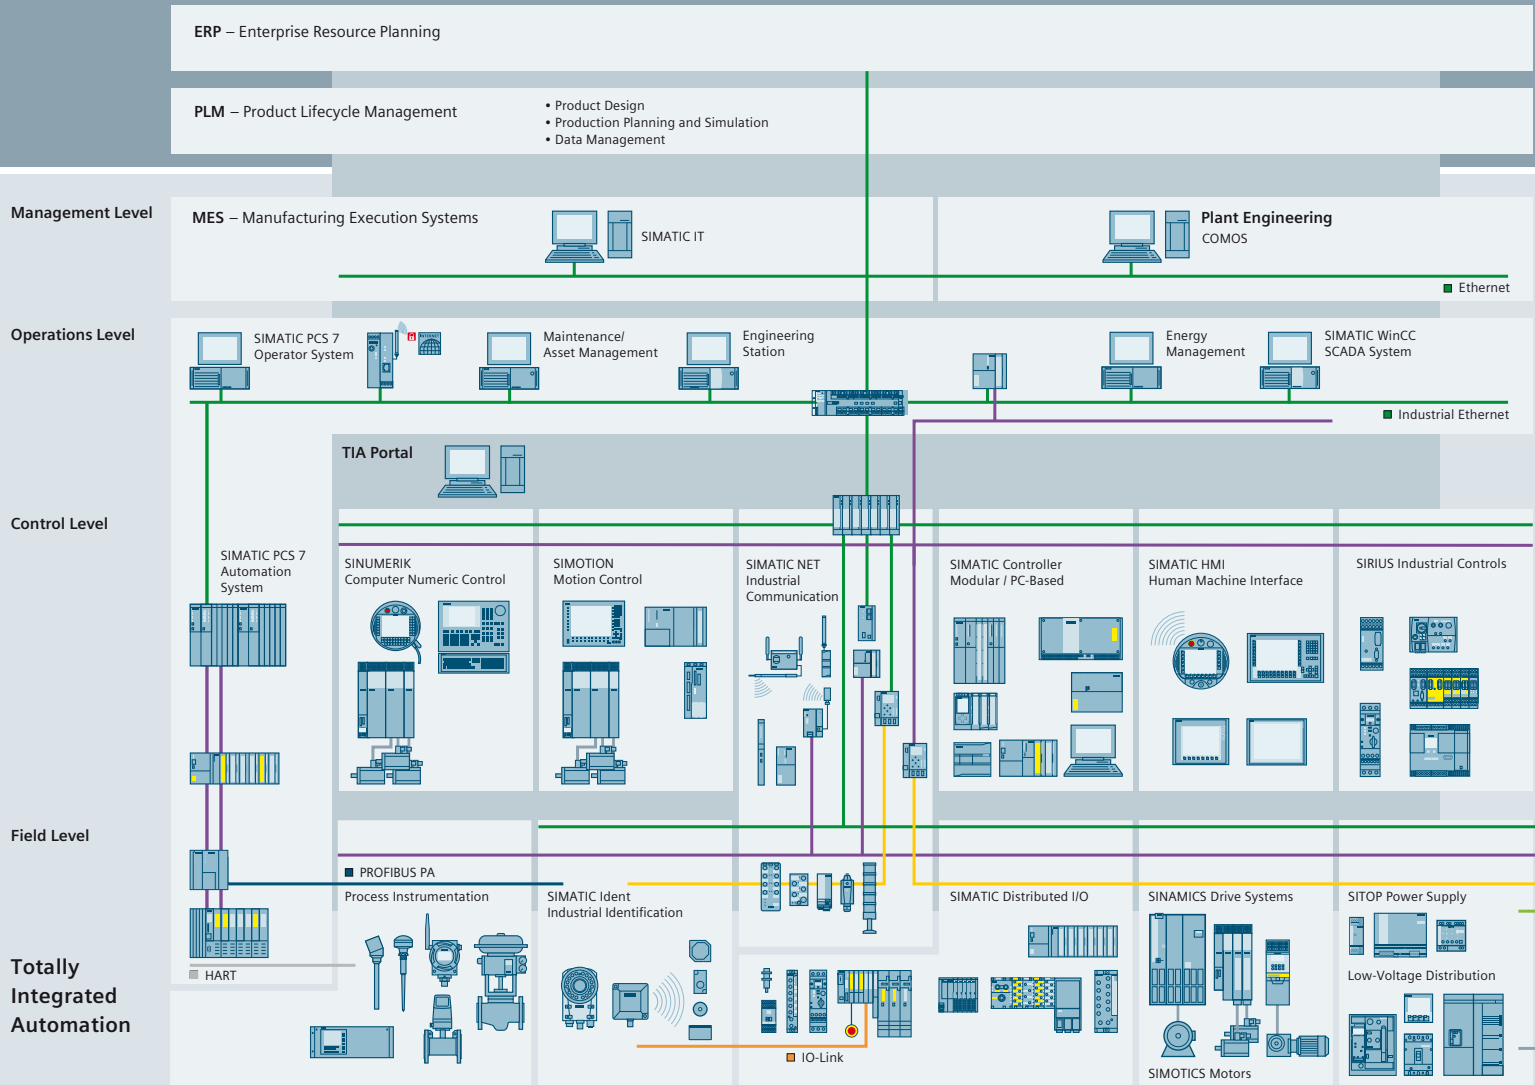 ERP – Enterprise Resource Planning
PLM – Product Lifecycle Management
• Product Design
• Production Planning and Simulation
• Data Management
Management Level
MES – Manufacturing Execution Systems
SIMATIC IT
Plant Engineering
COMOS
Ethernet
Operations Level
SIMATIC PCS 7
Operator System
INTERNET
Maintenance/
Asset Management
Engineering
Station
Energy
Management
SIMATIC WinCC
SCADA System
Industrial Ethernet
TIA Portal
Control Level
SIMATIC PCS 7
Automation
System
SINUMERIK
Computer Numeric Control
SIMOTION
Motion Control
SIMATIC NET
Industrial
Communication
SIMATIC Controller
Modular / PC-Based
SIMATIC HMI
Human Machine Interface
SIRIUS Industrial Controls
Field Level
PROFIBUS PA
Process Instrumentation
SIMATIC Ident
Industrial Identification
SIMATIC Distributed I/O
SINAMICS Drive Systems
SITOP Power Supply
HART
Low-Voltage Distribution
Totally
Integrated
Automation
IO-Link
SIMOTICS Motors